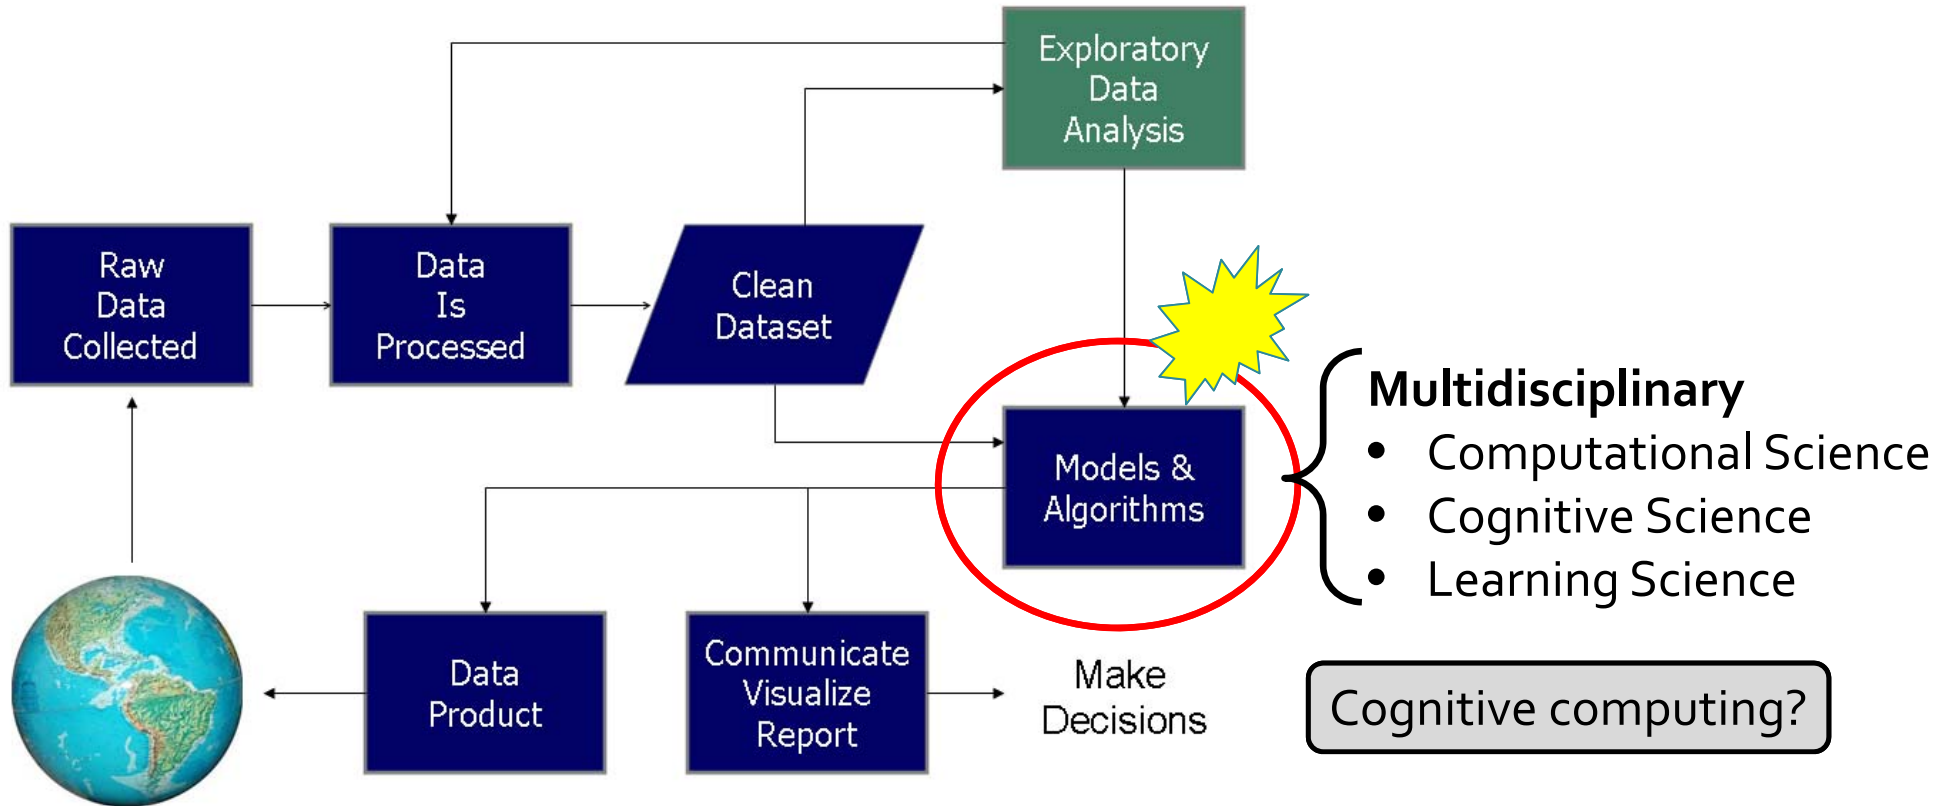 Exploratory
Data
Analysis
Raw
Data
Collected
Data
Is
Processed
Clean
Dataset
Models &
Algorithms
Multidisciplinary
• Computational Science
• Cognitive Science
• Learning Science
Data
Product
Communicate
Visualize
Report
Make
Decisions
Cognitive computing?